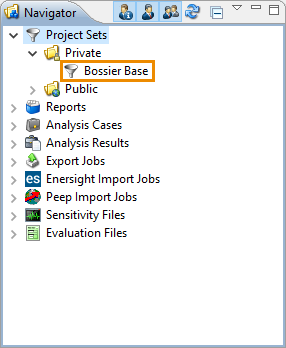 Navigator
Project Sets
Private
Bossier Base
Public
Reports
Analysis Cases
Analysis Results
Export Jobs
es Enersight Import Jobs
Peep Import Jobs
Sensitivity Files
Evaluation Files